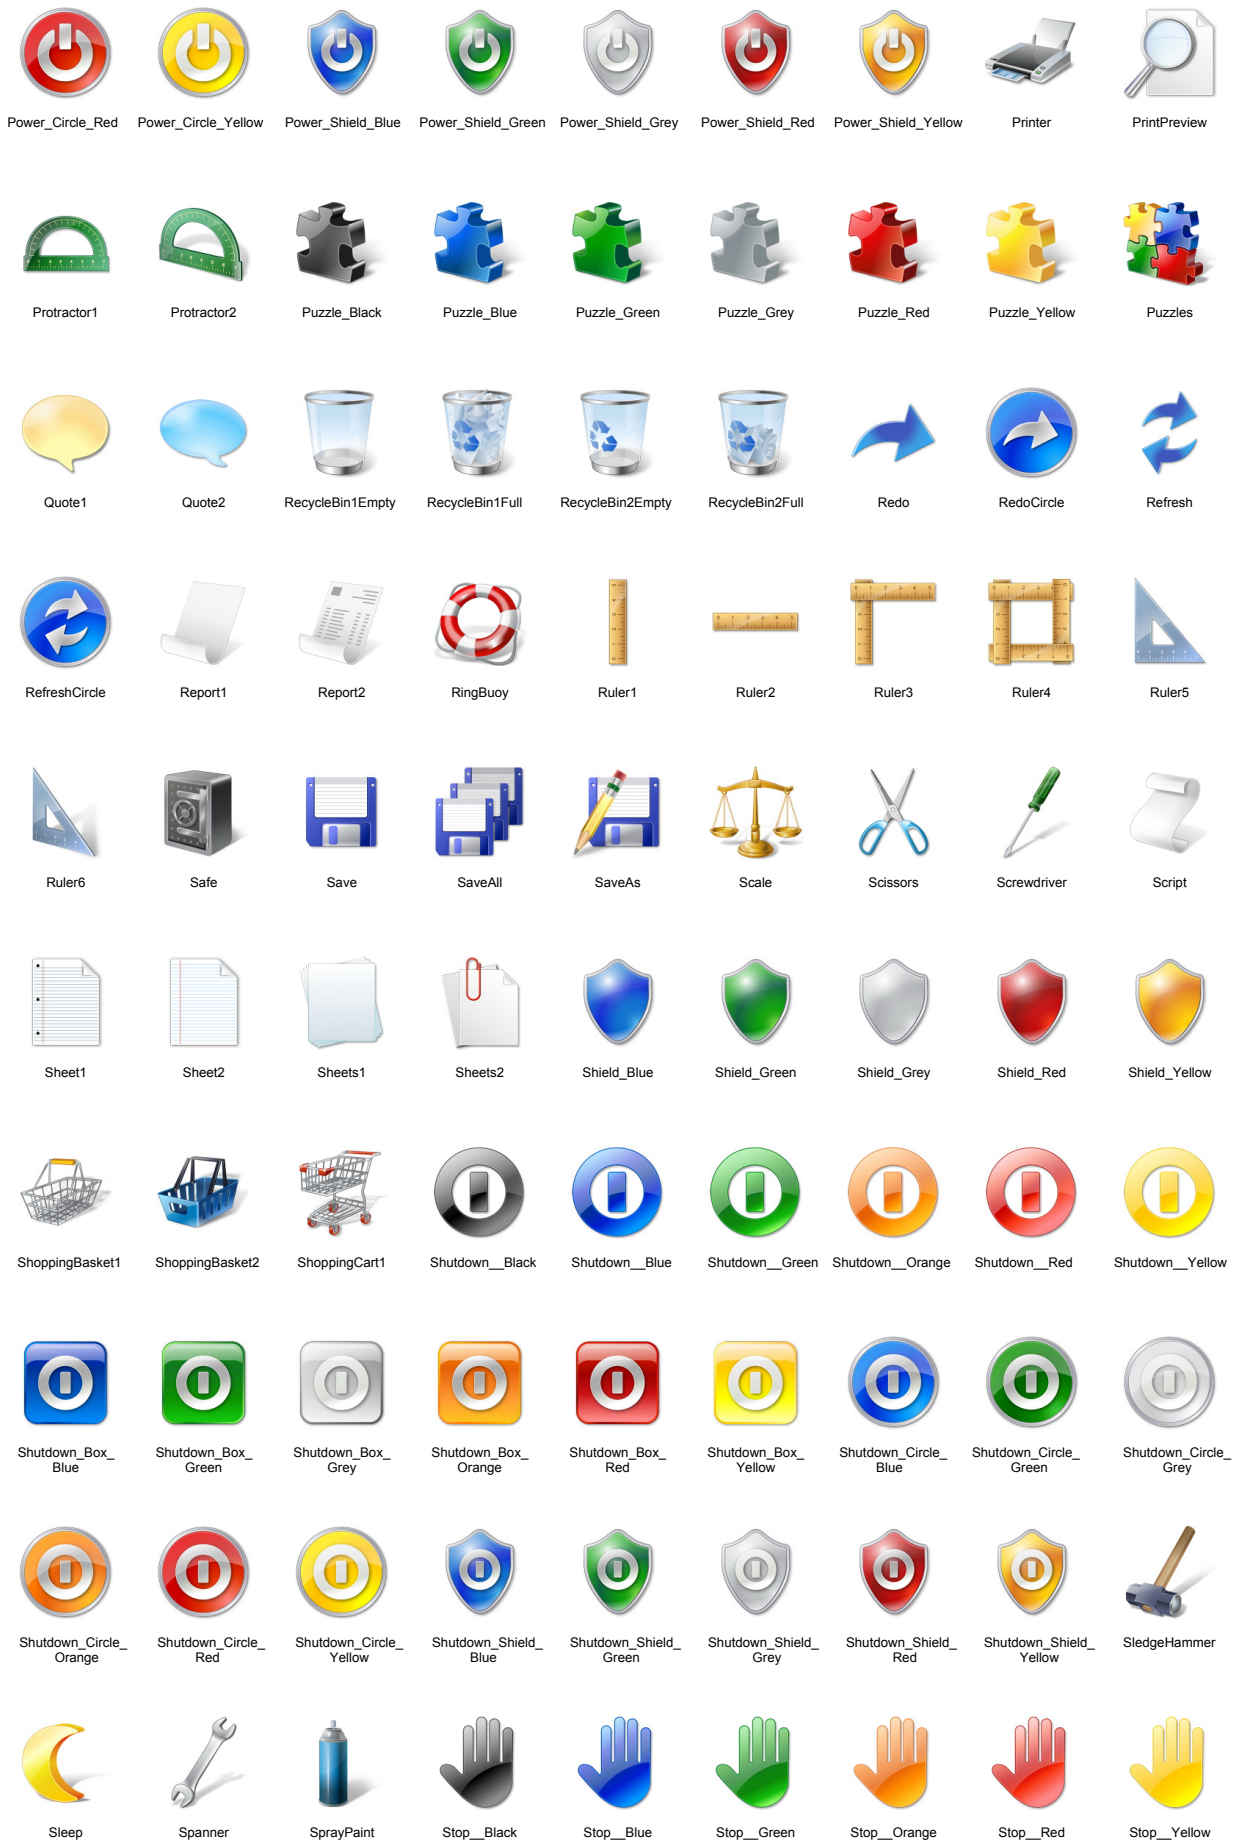 Power_Circle_Red Power_Circle_Yellow Power_Shield_Blue Power_Shield_Green Power_Shield_Grey Power_Shield_Red Power_Shield_Yellow Printer PrintPreview
Protractor1 Protractor2 Puzzle_Black Puzzle_Blue Puzzle_Green Puzzle_Grey Puzzle_Red Puzzle_Yellow Puzzles
Quote1 Quote2 RecycleBin1Empty RecycleBin1Full RecycleBin2Empty RecycleBin2Full Redo RedoCircle Refresh
RefreshCircle Report1 Report2 RingBuoy Ruler1 Ruler2 Ruler3 Ruler4 Ruler5
Ruler6 Safe Save SaveAll SaveAs Scale Scissors Screwdriver Script
Sheet1 Sheet2 Sheets1 Sheets2 Shield_Blue Shield_Green Shield_Grey Shield_Red Shield_Yellow
ShoppingBasket1 ShoppingBasket2 ShoppingCart1 Shutdown__Black Shutdown__Blue Shutdown__Green Shutdown__Orange Shutdown__Red Shutdown__Yellow
Shutdown_Box_ Shutdown_Box_ Shutdown_Box_ Shutdown_Box_ Shutdown_Box_ Shutdown_Box_ Shutdown_Circle_ Shutdown_Circle_ Shutdown_Circle_
Blue Green Grey Orange Red Yellow Blue Green Grey
Shutdown_Circle_ Shutdown_Circle_ Shutdown_Circle_ Shutdown_Shield_ Shutdown_Shield_ Shutdown_Shield_ Shutdown_Shield_ Shutdown_Shield_ SledgeHammer
Orange Red Yellow Blue Green Grey Red Yellow
Sleep Spanner SprayPaint Stop__Black Stop__Blue Stop__Green Stop__Orange Stop__Red Stop__Yellow